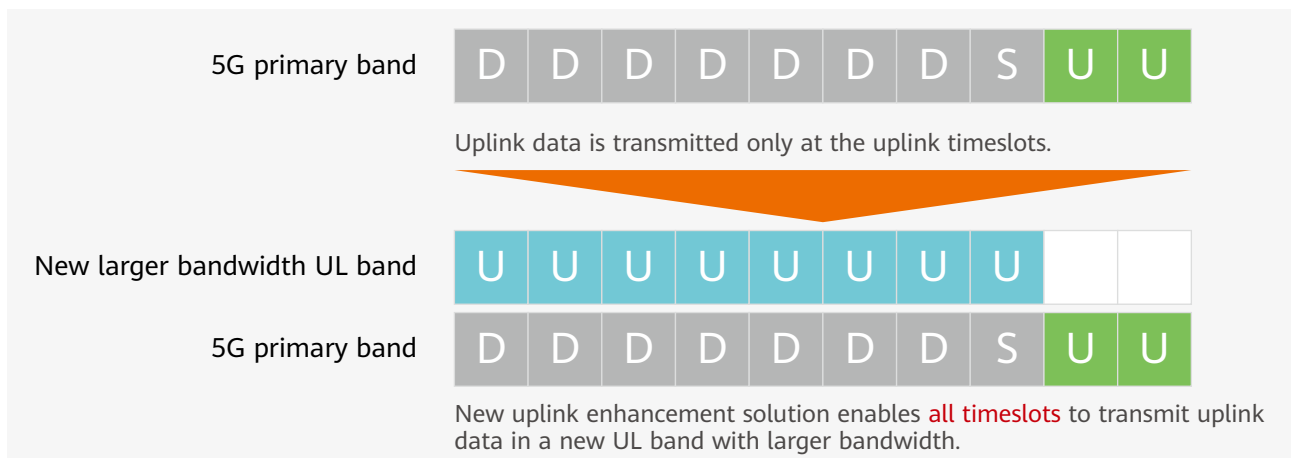 5G primary band D D D D D D D S U U
Uplink data is transmitted only at the uplink timeslots.
New larger bandwidth UL band U U U U U U U U
5G primary band D D D D D D D S U U
New uplink enhancement solution enables all timeslots to transmit uplink
data in a new UL band with larger bandwidth.